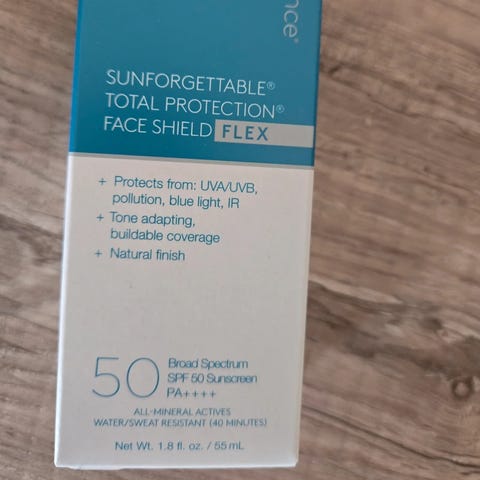 SUNFORGETTABLE®
TOTAL PROTECTION®
FACE SHIELD FLEX
+ Protects from: UVA/UVB,
pollution, blue light, IR
+ Tone adapting,
buildable coverage
+ Natural finish
50 Broad Spectrum
SPF 50 Sunscreen
PA++++
ALL-MINERAL ACTIVES
WATER/SWEAT RESISTANT (40 MINUTES)
Net Wt. 1.8 fl. oz. / 55 mL